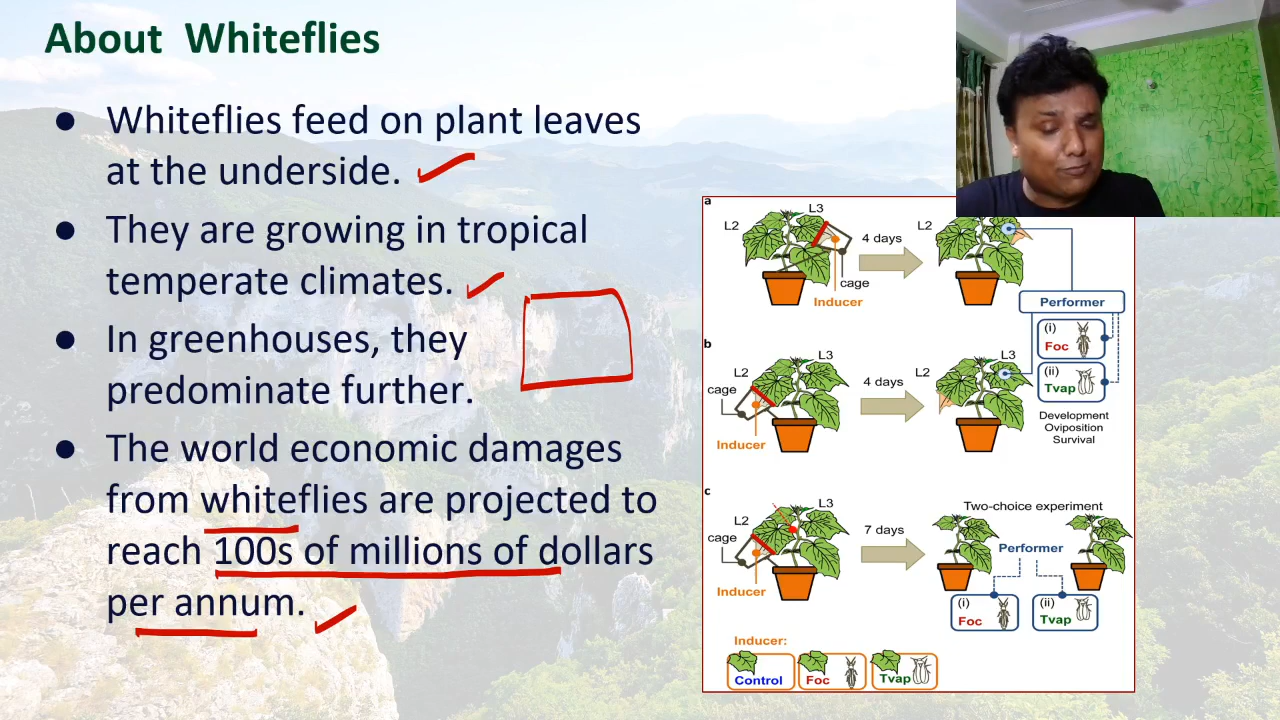 About Whiteflies
● Whiteflies feed on plant leaves
at the underside.
● They are growing in tropical
temperate climates.
● In greenhouses, they
predominate further.
● The world economic damages
from whiteflies are projected to
reach 100s of millions of dollars
per annum.
a
L2
L3
cage
Inducer
4 days
L2
Performer
(i)
Foc
(ii)
Tvap
Development
Oviposition
Survival
b
L2
L3
cage
Inducer
4 days
L2
L3
c
L2
L3
cage
Inducer
7 days
Two-choice experiment
Performer
(i)
Foc
(ii)
Tvap
Inducer:
Control
Foc
Tvap